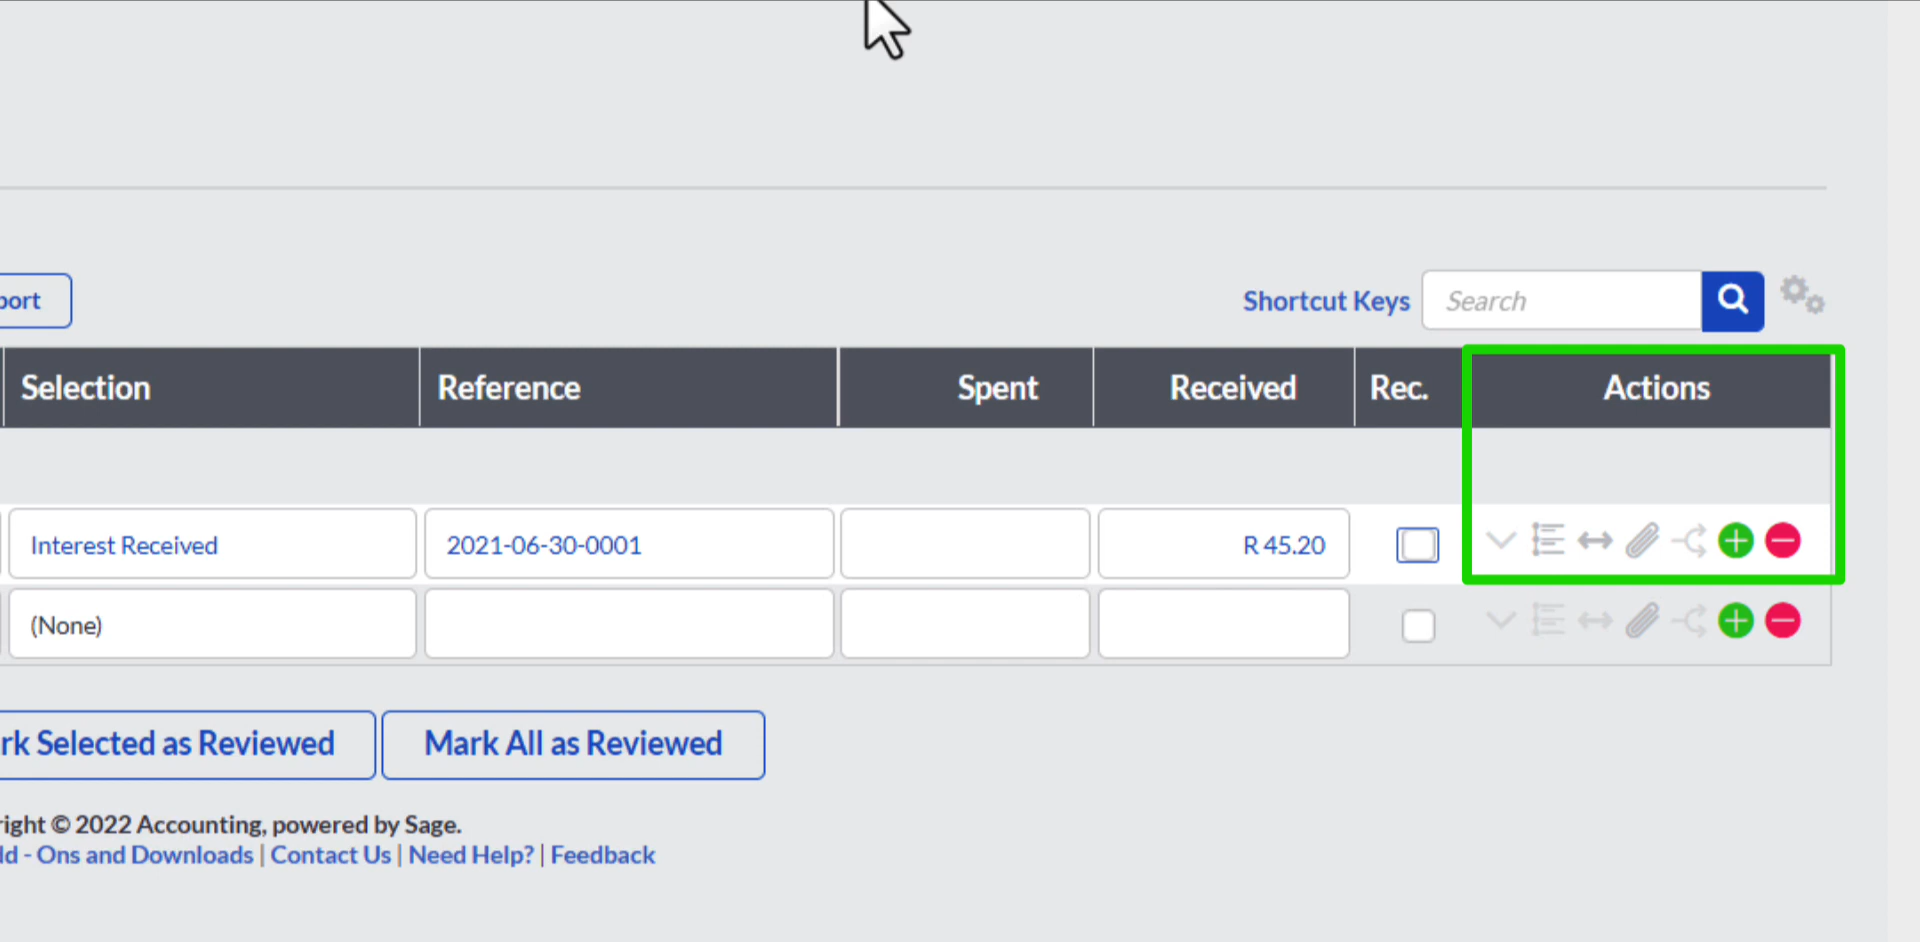 port
Shortcut Keys Search
Selection Reference Spent Received Rec. Actions
Interest Received 2021-06-30-0001 R 45.20
(None)
rk Selected as Reviewed Mark All as Reviewed
right © 2022 Accounting, powered by Sage.
dd - Ons and Downloads | Contact Us | Need Help? | Feedback